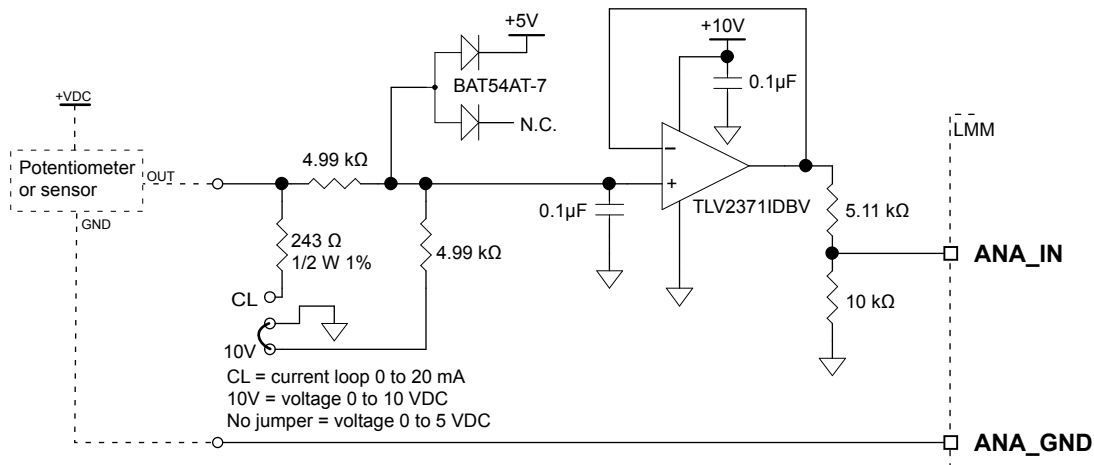 +5V
+10V
BAT54AT-7
0.1µF
N.C.
+VDC
LMM
Potentiometer
or sensor
OUT
GND
4.99 kΩ
−
+
TLV2371IDBV
0.1µF
5.11 kΩ
243 Ω
1/2 W 1%
4.99 kΩ
ANA_IN
CL
10 kΩ
10V
CL = current loop 0 to 20 mA
10V = voltage 0 to 10 VDC
No jumper = voltage 0 to 5 VDC
ANA_GND